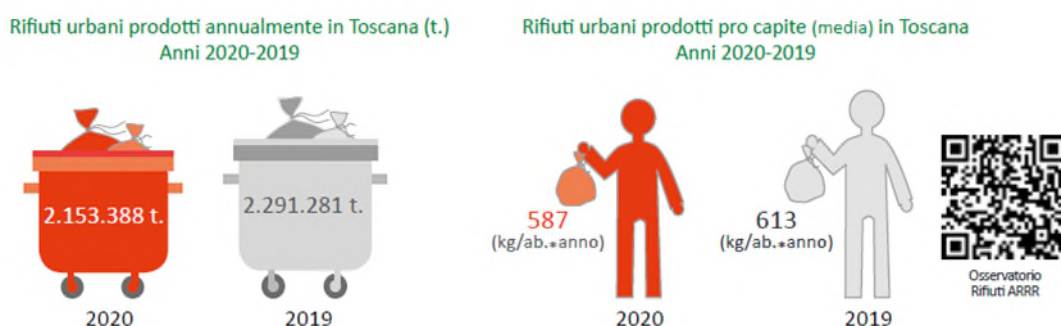 Rifiuti urbani prodotti annualmente in Toscana (t.)
Anni 2020-2019
2.153.388 t.
2.291.281 t.
2020
2019
Rifiuti urbani prodotti pro capite (media) in Toscana
Anni 2020-2019
587
(kg/ab.*anno)
613
(kg/ab.*anno)
2020
2019
Osservatorio
Rifiuti ARRR